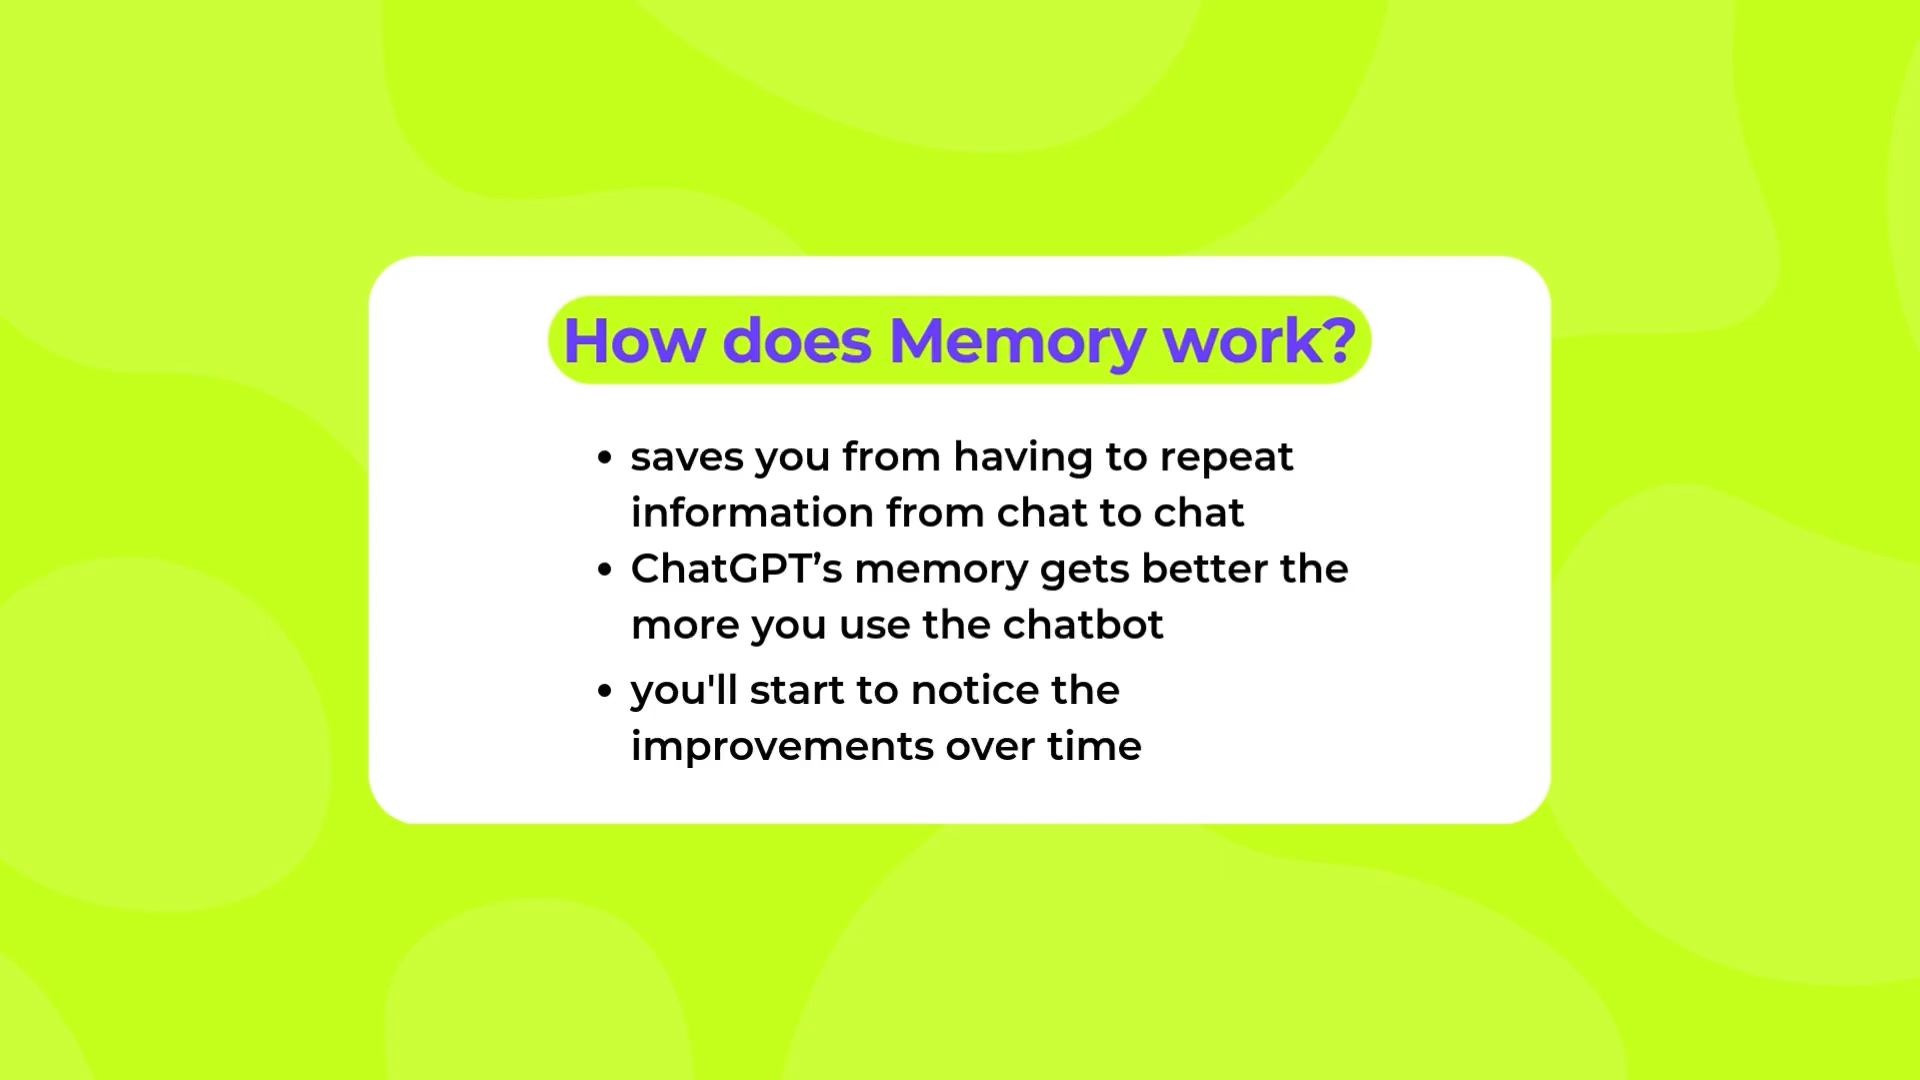 How does Memory work?
• saves you from having to repeat
information from chat to chat
• ChatGPT’s memory gets better the
more you use the chatbot
• you'll start to notice the
improvements over time